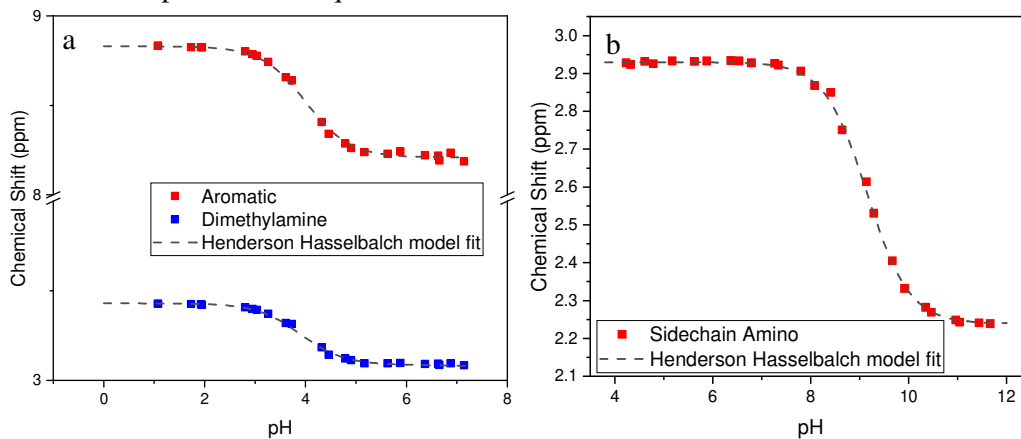 a
Chemical Shift (ppm)
9
8
3
Aromatic
Dimethylamine
Henderson Hasselbalch model fit
0 2 4 6 8
pH
b
Chemical Shift (ppm)
3.0
2.9
2.8
2.7
2.6
2.5
2.4
2.3
2.2
2.1
Sidechain Amino
Henderson Hasselbalch model fit
4 6 8 10 12
pH